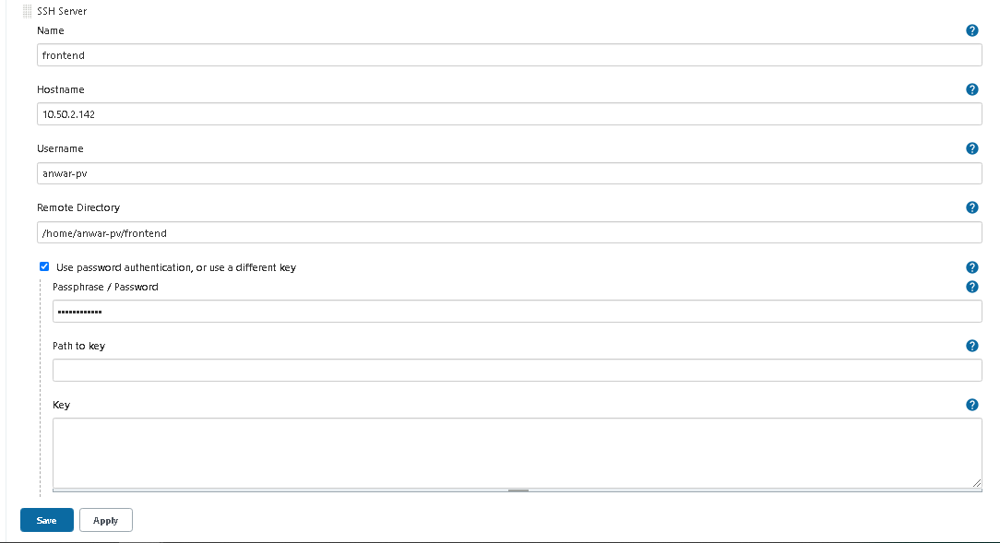 SSH Server
Name
?
frontend
Hostname
?
10.50.2.142
Username
?
anwar-pv
Remote Directory
?
/home/anwar-pv/frontend
Use password authentication, or use a different key
?
Passphrase / Password
?
••••••••••••
Path to key
?
Key
?
Save
Apply